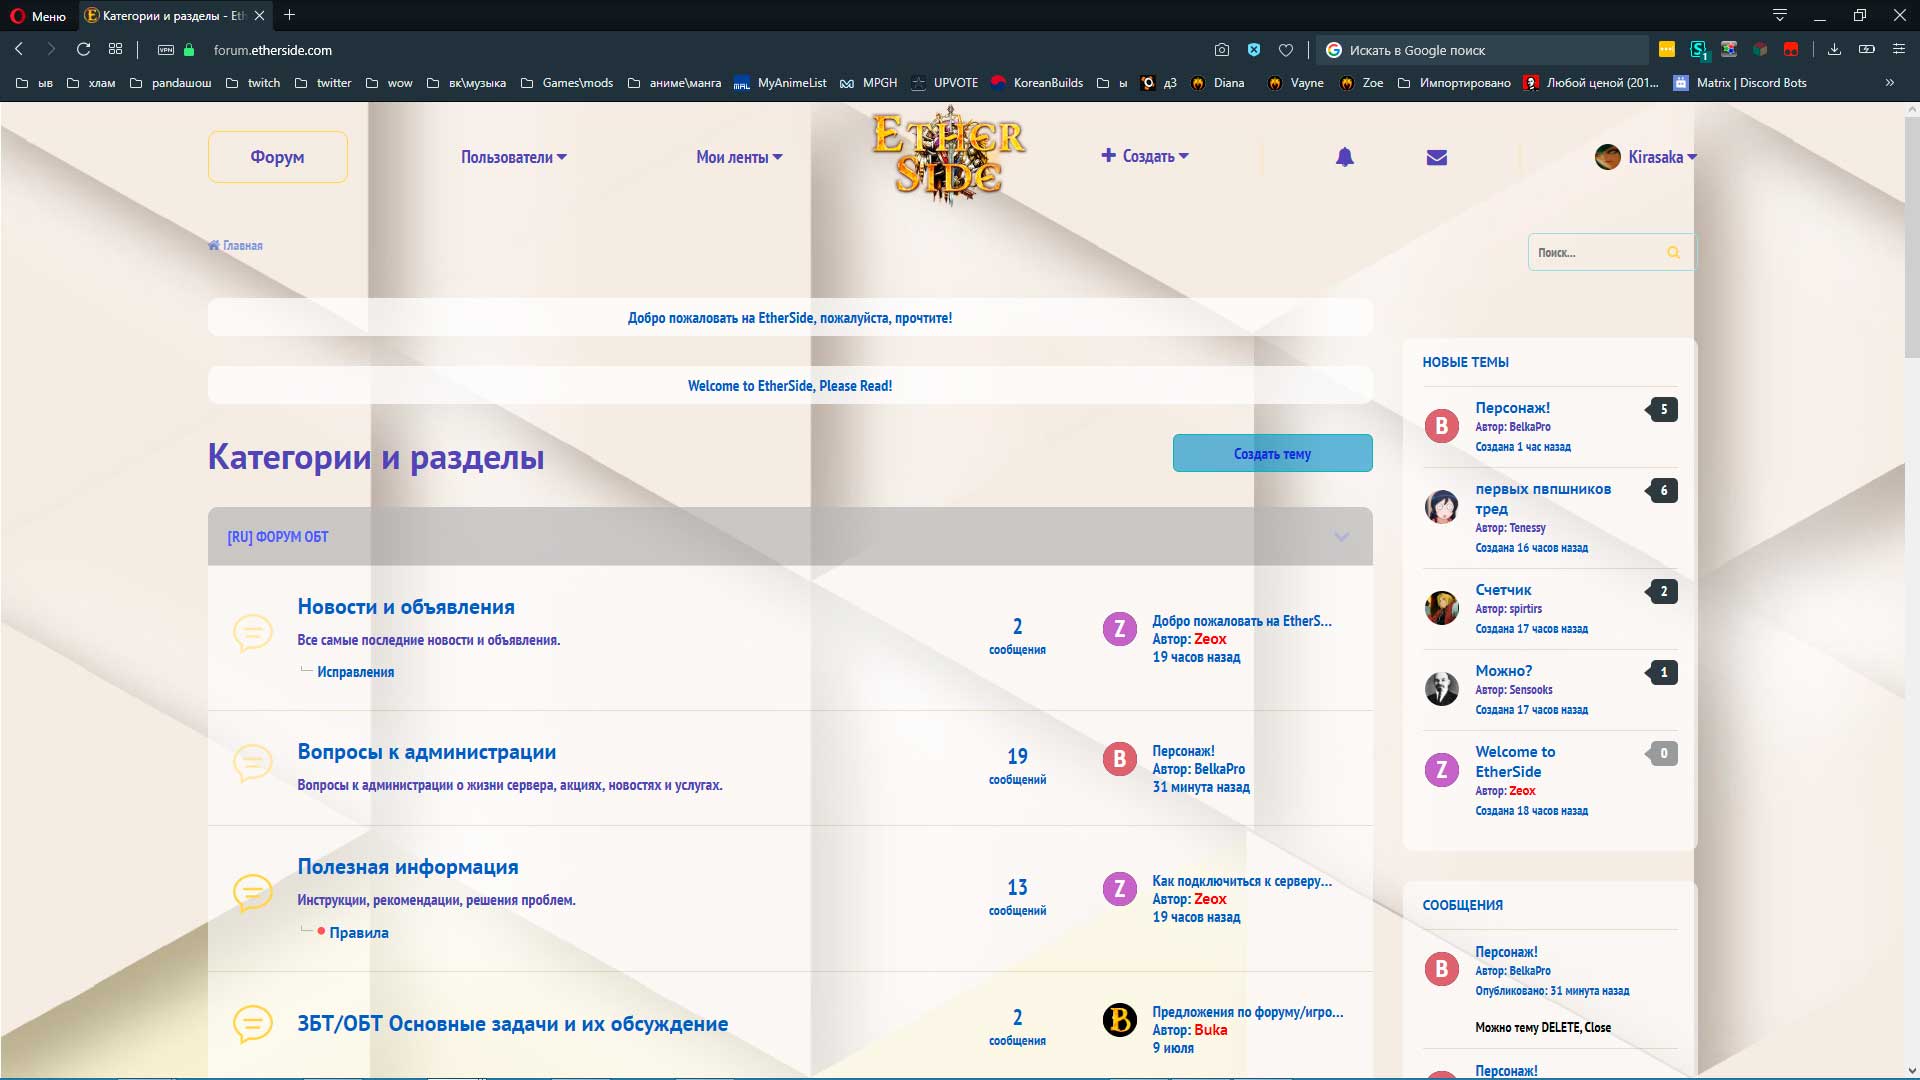 Меню
Категории и разделы - Eth
forum.etherside.com
VPN
Искать в Google поиск
ыв
хлам
pandaшош
twitch
twitter
wow
вк\музыка
Games\mods
аниме\манга
MyAnimeList
MPGH
UPVOTE
KoreanBuilds
ы
д3
Diana
Vayne
Zoe
Импортировано
Любой ценой (201...
Matrix | Discord Bots
Форум
Пользователи
Мои ленты
ETHER
SIDE
Создать
Kirasaka
Главная
Поиск...
Добро пожаловать на EtherSide, пожалуйста, прочтите!
Welcome to EtherSide, Please Read!
Категории и разделы
Создать тему
[RU] ФОРУМ ОБТ
Новости и объявления
Все самые последние новости и объявления.
Исправления
2
сообщения
Z
Добро пожаловать на EtherS...
Автор: Zeox
19 часов назад
Вопросы к администрации
Вопросы к администрации о жизни сервера, акциях, новостях и услугах.
19
сообщений
B
Персонаж!
Автор: BelkaPro
31 минута назад
Полезная информация
Инструкции, рекомендации, решения проблем.
Правила
13
сообщений
Z
Как подключиться к серверу...
Автор: Zeox
19 часов назад
ЗБТ/ОБТ Основные задачи и их обсуждение
2
сообщения
B
Предложения по форуму/игро...
Автор: Buka
9 июля
НОВЫЕ ТЕМЫ
B
Персонаж!
Автор: BelkaPro
Создана 1 час назад
5
первых пвпшников
тред
Автор: Tenessy
Создана 16 часов назад
6
Счетчик
Автор: spirtirs
Создана 17 часов назад
2
Можно?
Автор: Sensooks
Создана 17 часов назад
1
Z
Welcome to
EtherSide
Автор: Zeox
Создана 18 часов назад
0
СООБЩЕНИЯ
B
Персонаж!
Автор: BelkaPro
Опубликовано: 31 минута назад
Можно тему DELETE, Close
Персонаж!